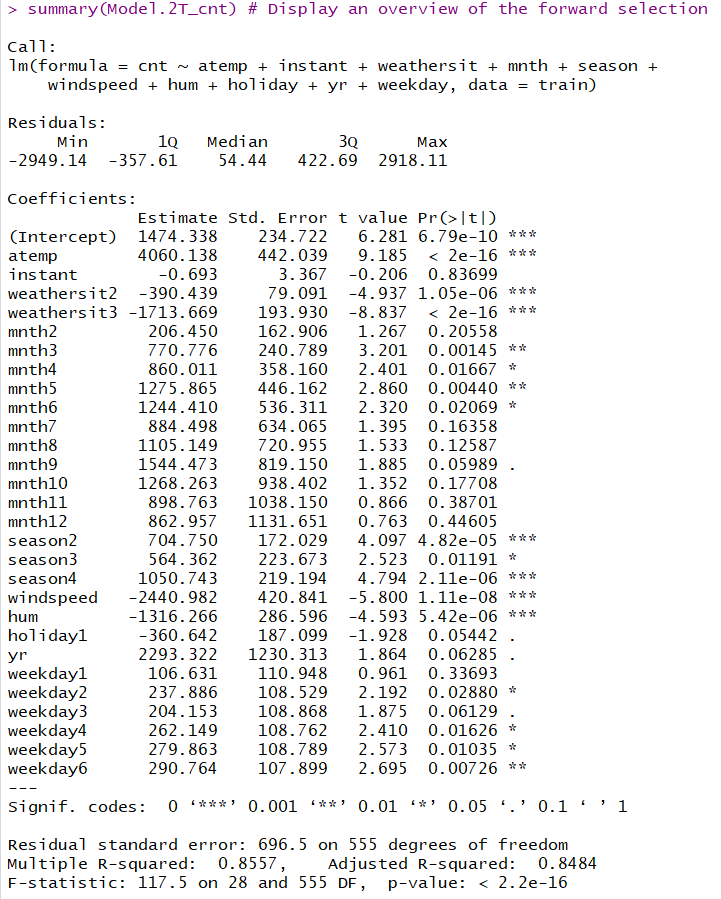 > summary(Model.2T_cnt) # Display an overview of the forward selection
Call:
lm(formula = cnt ~ atemp + instant + weathersit + mnth + season +
    windspeed + hum + holiday + yr + weekday, data = train)
Residuals:
     Min       1Q   Median       3Q      Max
-2949.14  -357.61    54.44   422.69  2918.11
Coefficients:
             Estimate Std. Error t value Pr(>|t|)
(Intercept)  1474.338    234.722   6.281 6.79e-10 ***
atemp        4060.138    442.039   9.185  < 2e-16 ***
instant        -0.693      3.367  -0.206  0.83699
weathersit2  -390.439     79.091  -4.937 1.05e-06 ***
weathersit3 -1713.669    193.930  -8.837  < 2e-16 ***
mnth2         206.450    162.906   1.267  0.20558
mnth3         770.776    240.789   3.201  0.00145 **
mnth4         860.011    358.160   2.401  0.01667 *
mnth5        1275.865    446.162   2.860  0.00440 **
mnth6        1244.410    536.311   2.320  0.02069 *
mnth7         884.498    634.065   1.395  0.16358
mnth8        1105.149    720.955   1.533  0.12587
mnth9        1544.473    819.150   1.885  0.05989 .
mnth10       1268.263    938.402   1.352  0.17708
mnth11        898.763   1038.150   0.866  0.38701
mnth12        862.957   1131.651   0.763  0.44605
season2       704.750    172.029   4.097 4.82e-05 ***
season3       564.362    223.673   2.523  0.01191 *
season4      1050.743    219.194   4.794 2.11e-06 ***
windspeed   -2440.982    420.841  -5.800 1.11e-08 ***
hum         -1316.266    286.596  -4.593 5.42e-06 ***
holiday1     -360.642    187.099  -1.928  0.05442 .
yr           2293.322   1230.313   1.864  0.06285 .
weekday1      106.631    110.948   0.961  0.33693
weekday2      237.886    108.529   2.192  0.02880 *
weekday3      204.153    108.868   1.875  0.06129 .
weekday4      262.149    108.762   2.410  0.01626 *
weekday5      279.863    108.789   2.573  0.01035 *
weekday6      290.764    107.899   2.695  0.00726 **
---
Signif. codes:  0 ‘***’ 0.001 ‘**’ 0.01 ‘*’ 0.05 ‘.’ 0.1 ‘ ’ 1
Residual standard error: 696.5 on 555 degrees of freedom
Multiple R-squared:  0.8557,    Adjusted R-squared:  0.8484
F-statistic: 117.5 on 28 and 555 DF,  p-value: < 2.2e-16